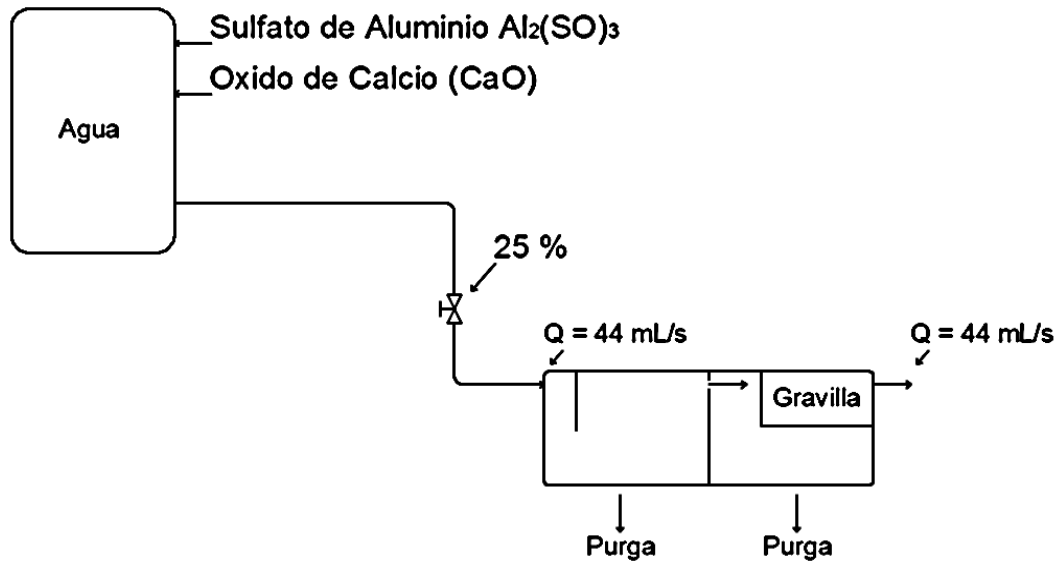 Sulfato de Aluminio Al₂(SO)₃
Oxido de Calcio (CaO)
Agua
25 %
Q = 44 mL/s
Q = 44 mL/s
Gravilla
Purga
Purga